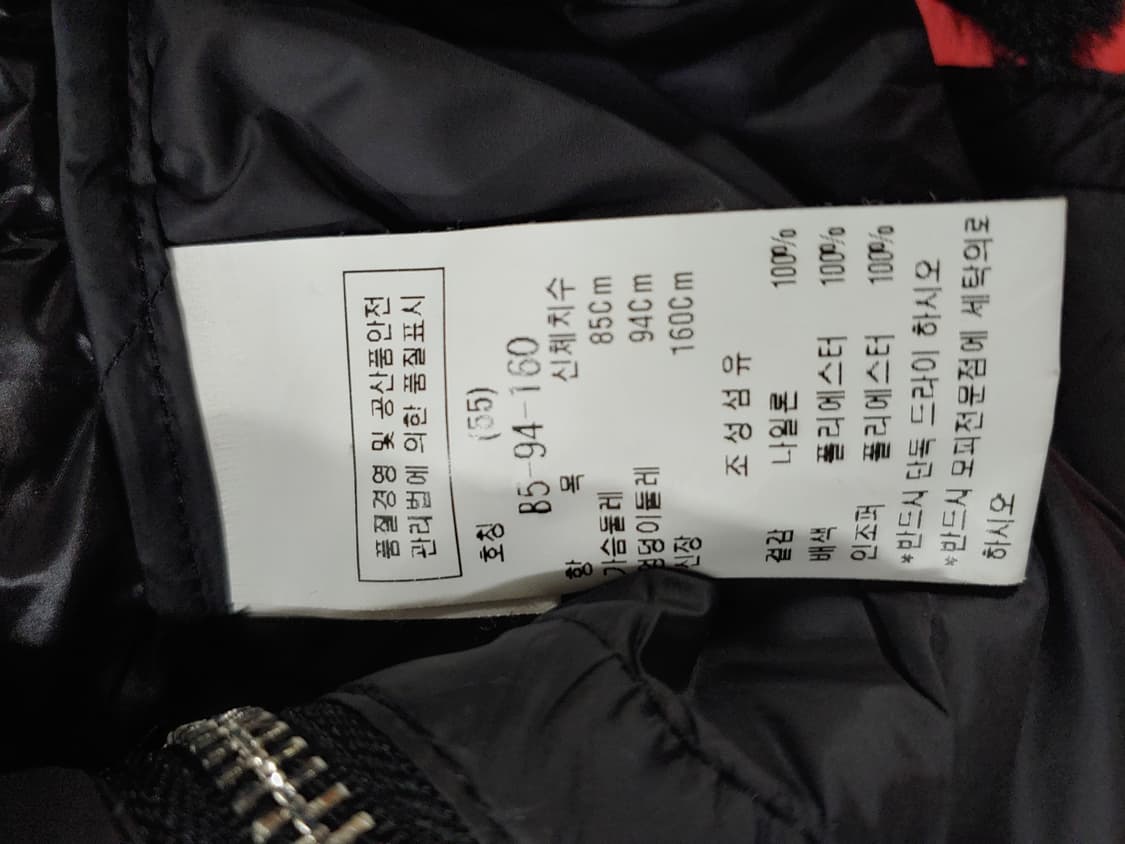 품질경영 및 공산품안전
관리법에 의한 품질표시
호칭 (55)
85-94-160
항 목 신체치수
가슴둘레 85Cm
엉덩이둘레 94Cm
신장 160Cm
조성섬유
겉감 나일론 100%
배색 폴리에스터 100%
인조퍼 폴리에스터 100%
*반드시 단독 드라이 하시오
*반드시 모피전문점에 세탁의뢰
하시오